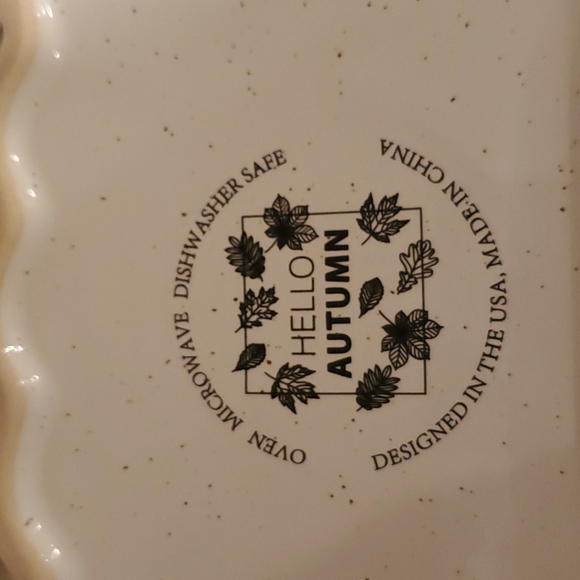 OVEN MICROWAVE DISHWASHER SAFE
HELLO
AUTUMN
DESIGNED IN THE USA, MADE IN CHINA